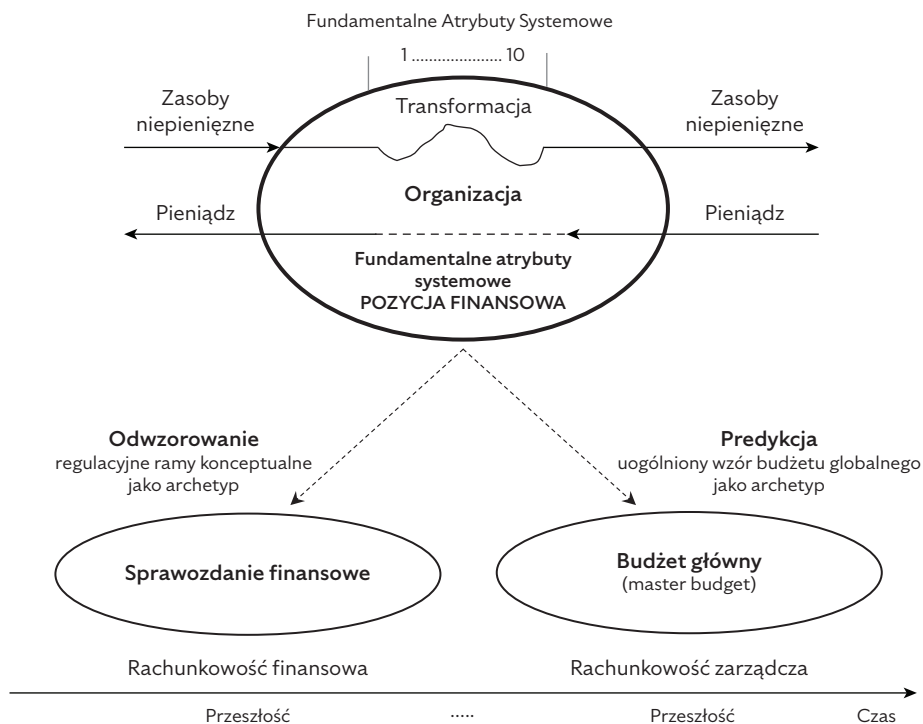 Fundamentalne Atrybuty Systemowe
1 ..................... 10
Zasoby
niepieniężne
Transformacja
Zasoby
niepieniężne
Organizacja
Pieniądz
Pieniądz
Fundamentalne atrybuty
systemowe
POZYCJA FINANSOWA
Odwzorowanie
regulacyjne ramy konceptualne
jako archetyp
Predykcja
uogólniony wzór budżetu globalnego
jako archetyp
Sprawozdanie finansowe
Budżet główny
(master budget)
Rachunkowość finansowa
Rachunkowość zarządcza
Przeszłość
.....
Przeszłość
Czas